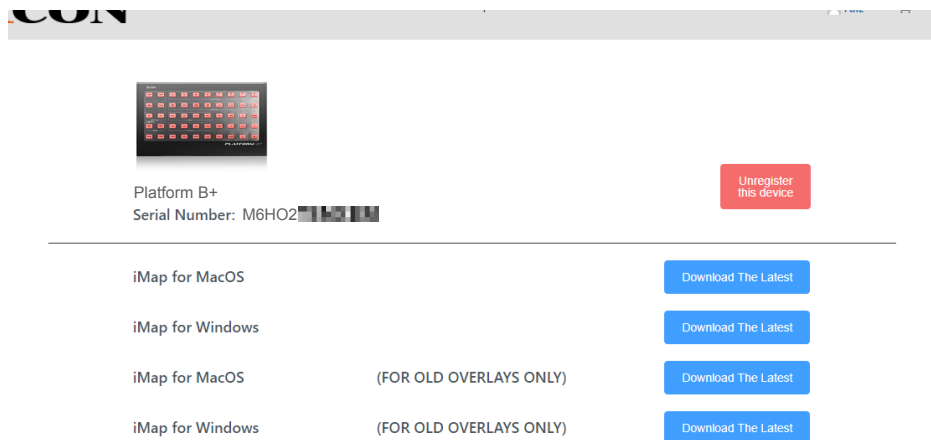 Platform B+
Serial Number: M6HO2
Unregister
this device
iMap for MacOS
Download The Latest
iMap for Windows
Download The Latest
iMap for MacOS (FOR OLD OVERLAYS ONLY)
Download The Latest
iMap for Windows (FOR OLD OVERLAYS ONLY)
Download The Latest